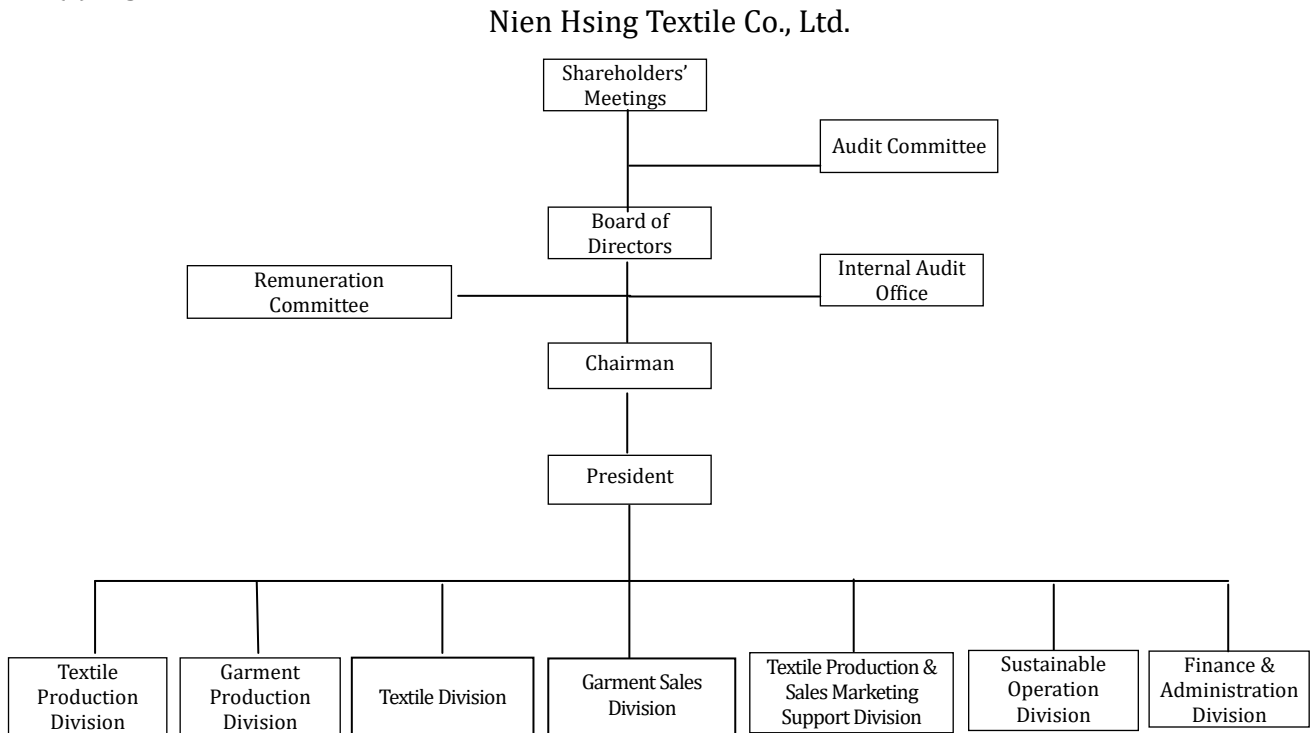 Nien Hsing Textile Co., Ltd.
Shareholders’
Meetings
Audit Committee
Board of
Directors
Remuneration
Committee
Internal Audit
Office
Chairman
President
Textile
Production
Division
Garment
Production
Division
Textile Division
Garment Sales
Division
Textile Production &
Sales Marketing
Support Division
Sustainable
Operation
Division
Finance &
Administration
Division